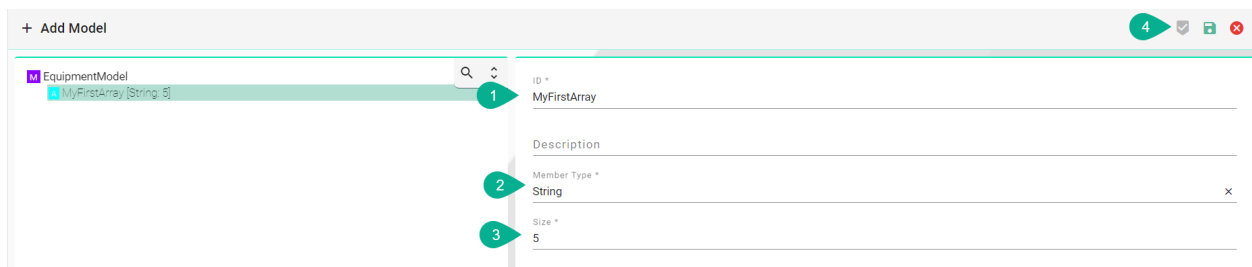 + Add Model
4
M EquipmentModel
A MyFirstArray [String: 5]
1
ID *
MyFirstArray
Description
2
Member Type *
String
3
Size *
5